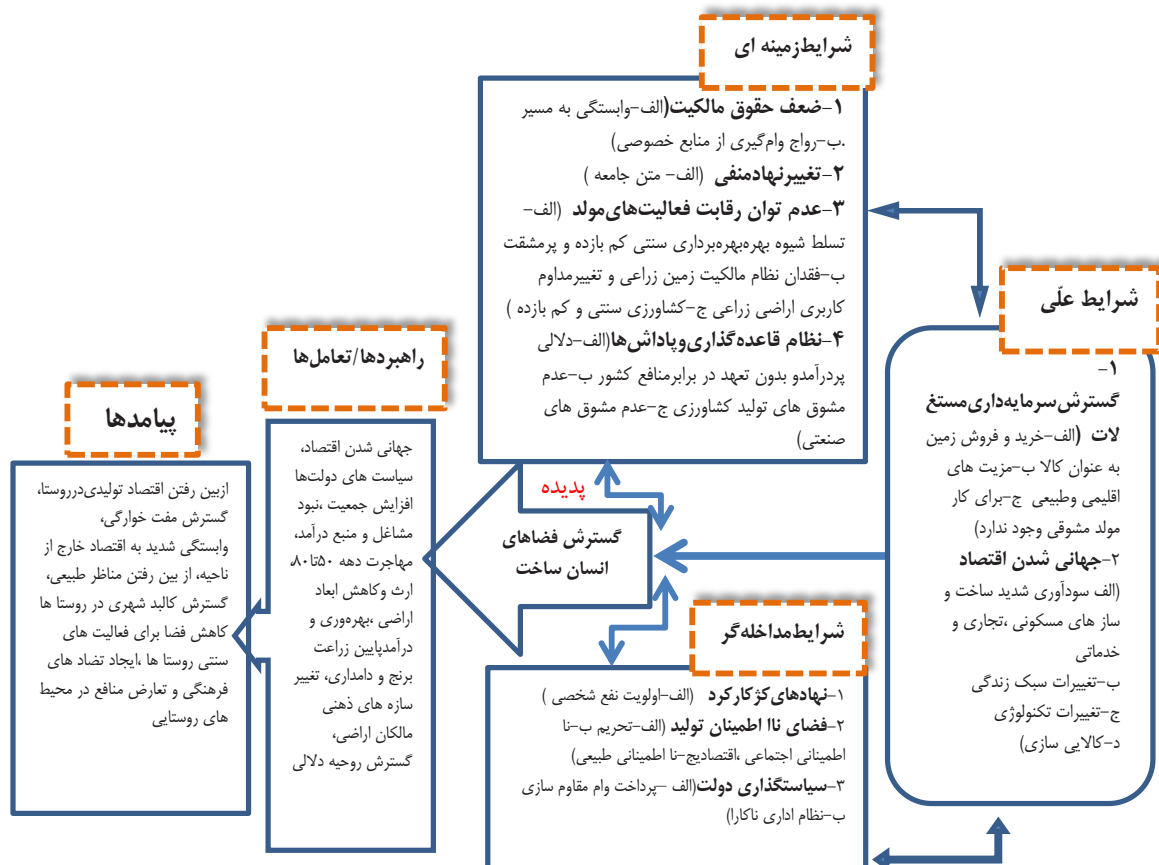 شرایط‌زمینه ای
۱-ضعف حقوق مالکیت(الف-وابستگی به مسیر
.ب-رواج وام‌گیری از منابع خصوصی)
۲-تغییرنهادمنفی (الف- متن جامعه )
۳-عدم توان رقابت فعالیت‌های‌مولد (الف-
تسلط شیوه بهره‌بهره‌برداری سنتی کم بازده و پرمشقت
ب-فقدان نظام مالکیت زمین زراعی و تغییرمداوم
کاربری اراضی زراعی ج-کشاورزی سنتی و کم بازده )
۴-نظام قاعده‌گذاری‌وپاداش‌ها(الف-دلالی
پردرآمدو بدون تعهد در برابرمنافع کشور ب-عدم
مشوق های تولید کشاورزی ج-عدم مشوق های
صنعتی)
شرایط علّی
۱-
گسترش‌سرمایه‌داری‌مستغ
لات (الف-خرید و فروش زمین
به عنوان کالا ب-مزیت های
اقلیمی وطبیعی ج-برای کار
مولد مشوقی وجود ندارد)
۲-جهانی شدن اقتصاد
(الف سودآوری شدید ساخت و
ساز های مسکونی ،تجاری و
خدماتی
ب-تغییرات سبک زندگی
ج-تغییرات تکنولوژی
د-کالایی سازی)
پدیده
گسترش فضاهای
انسان ساخت
شرایط‌مداخله‌گر
۱-نهادهای‌کژکارکرد (الف-اولویت نفع شخصی )
۲-فضای ناا اطمینان تولید (الف-تحریم ب-نا
اطمینانی اجتماعی ،اقتصادیج-نا اطمینانی طبیعی)
۳-سیاستگذاری دولت(الف -پرداخت وام مقاوم سازی
ب-نظام اداری ناکارا)
راهبردها/تعامل‌ها
جهانی شدن اقتصاد،
سیاست های دولت‌ها
افزایش جمعیت ،نبود
مشاغل و منبع درآمد،
مهاجرت دهه ۵۰تا۸۰،
ارث وکاهش ابعاد
اراضی ،بهره‌وری و
درآمدپایین زراعت
برنج و دامداری، تغییر
سازه های ذهنی
مالکان اراضی،
گسترش روحیه دلالی
پیامدها
ازبین رفتن اقتصاد تولیدی‌درروستا،
گسترش مفت خوارگی،
وابستگی شدید به اقتصاد خارج از
ناحیه، از بین رفتن مناظر طبیعی،
گسترش کالبد شهری در روستا ها
کاهش فضا برای فعالیت های
سنتی روستا ها ،ایجاد تضاد های
فرهنگی و تعارض منافع در محیط
های روستایی